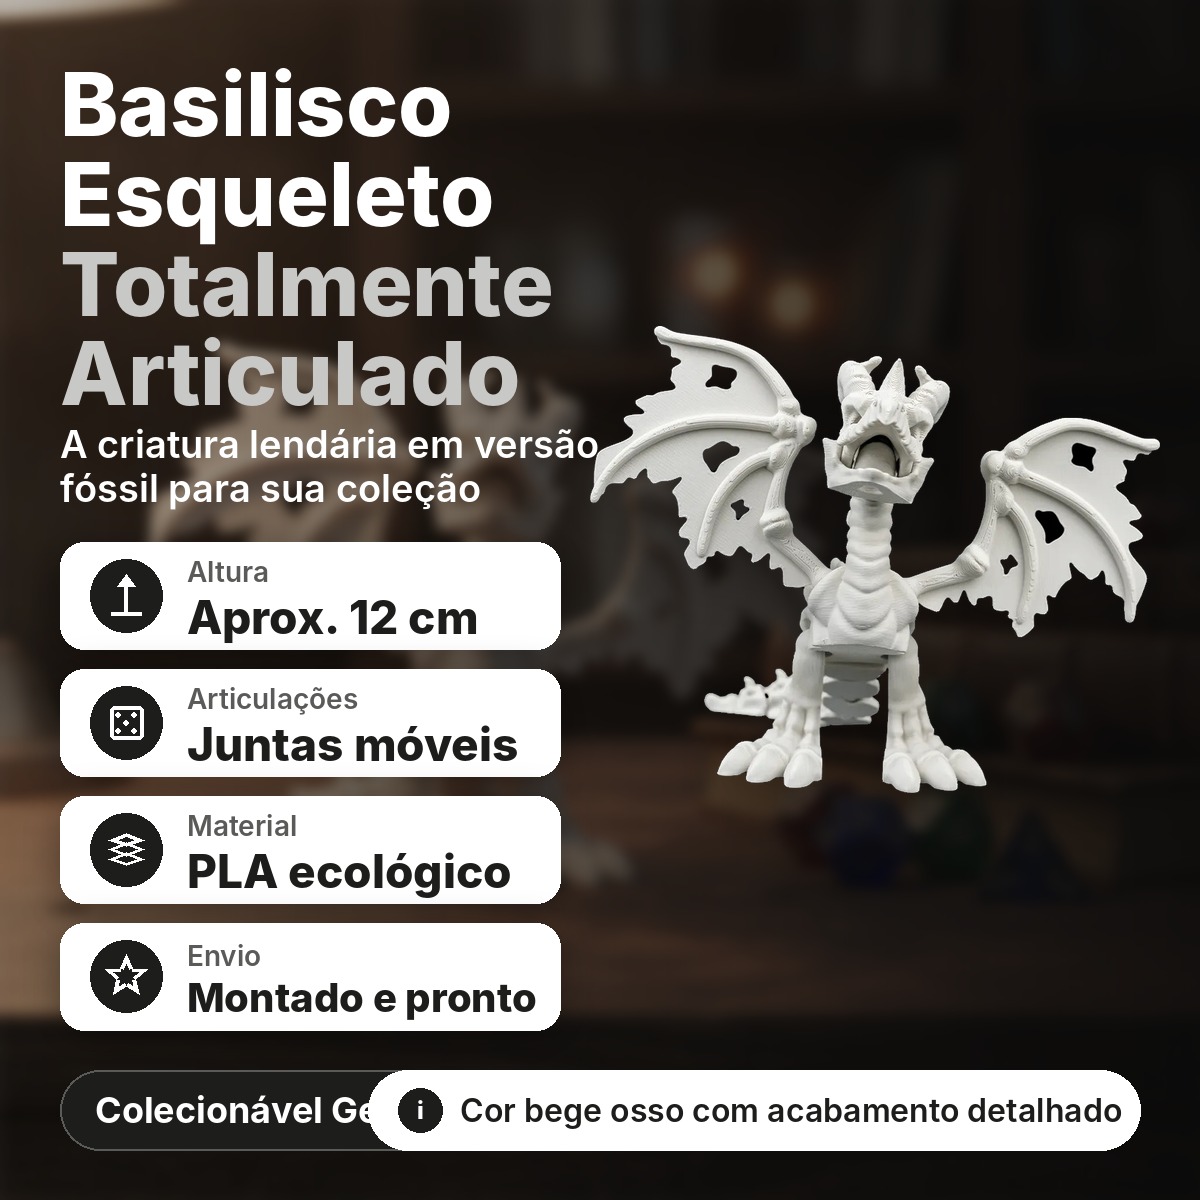 Basilisco
Esqueleto
Totalmente
Articulado
A criatura lendária em versão
fóssil para sua coleção
Altura
Aprox. 12 cm
Articulações
Juntas móveis
Material
PLA ecológico
Envio
Montado e pronto
Colecionável
i Cor bege osso com acabamento detalhado